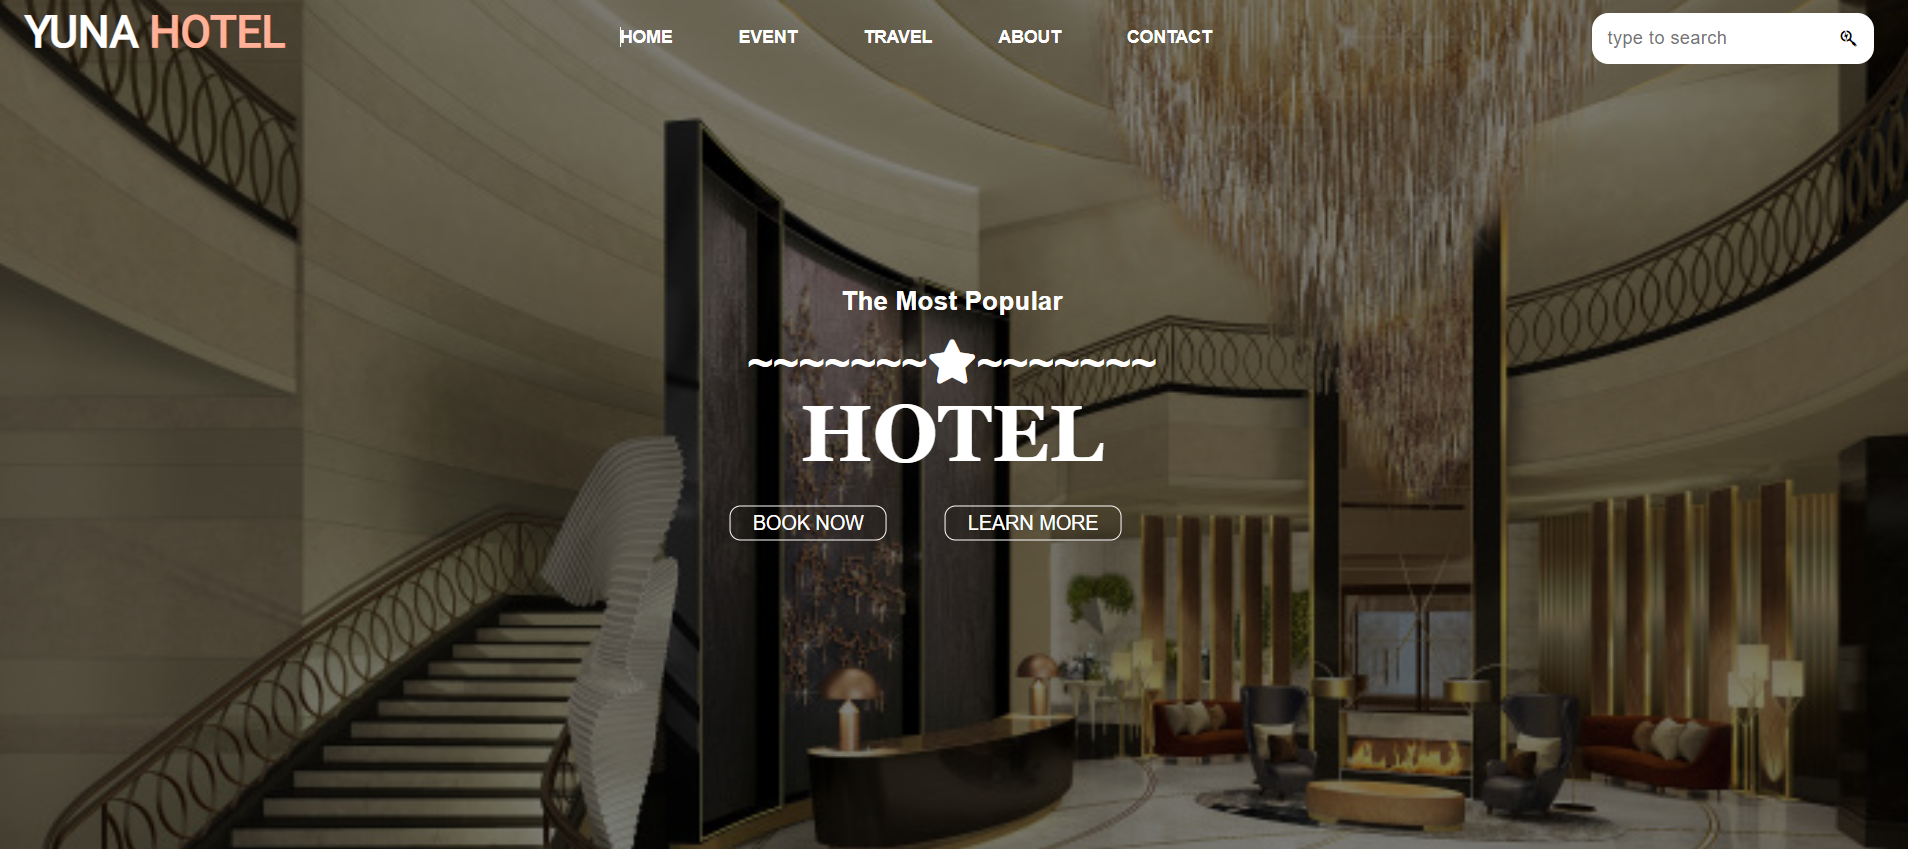 YUNA HOTEL
HOME EVENT TRAVEL ABOUT CONTACT
type to search
The Most Popular
~~~~~~~★~~~~~~~
HOTEL
BOOK NOW LEARN MORE